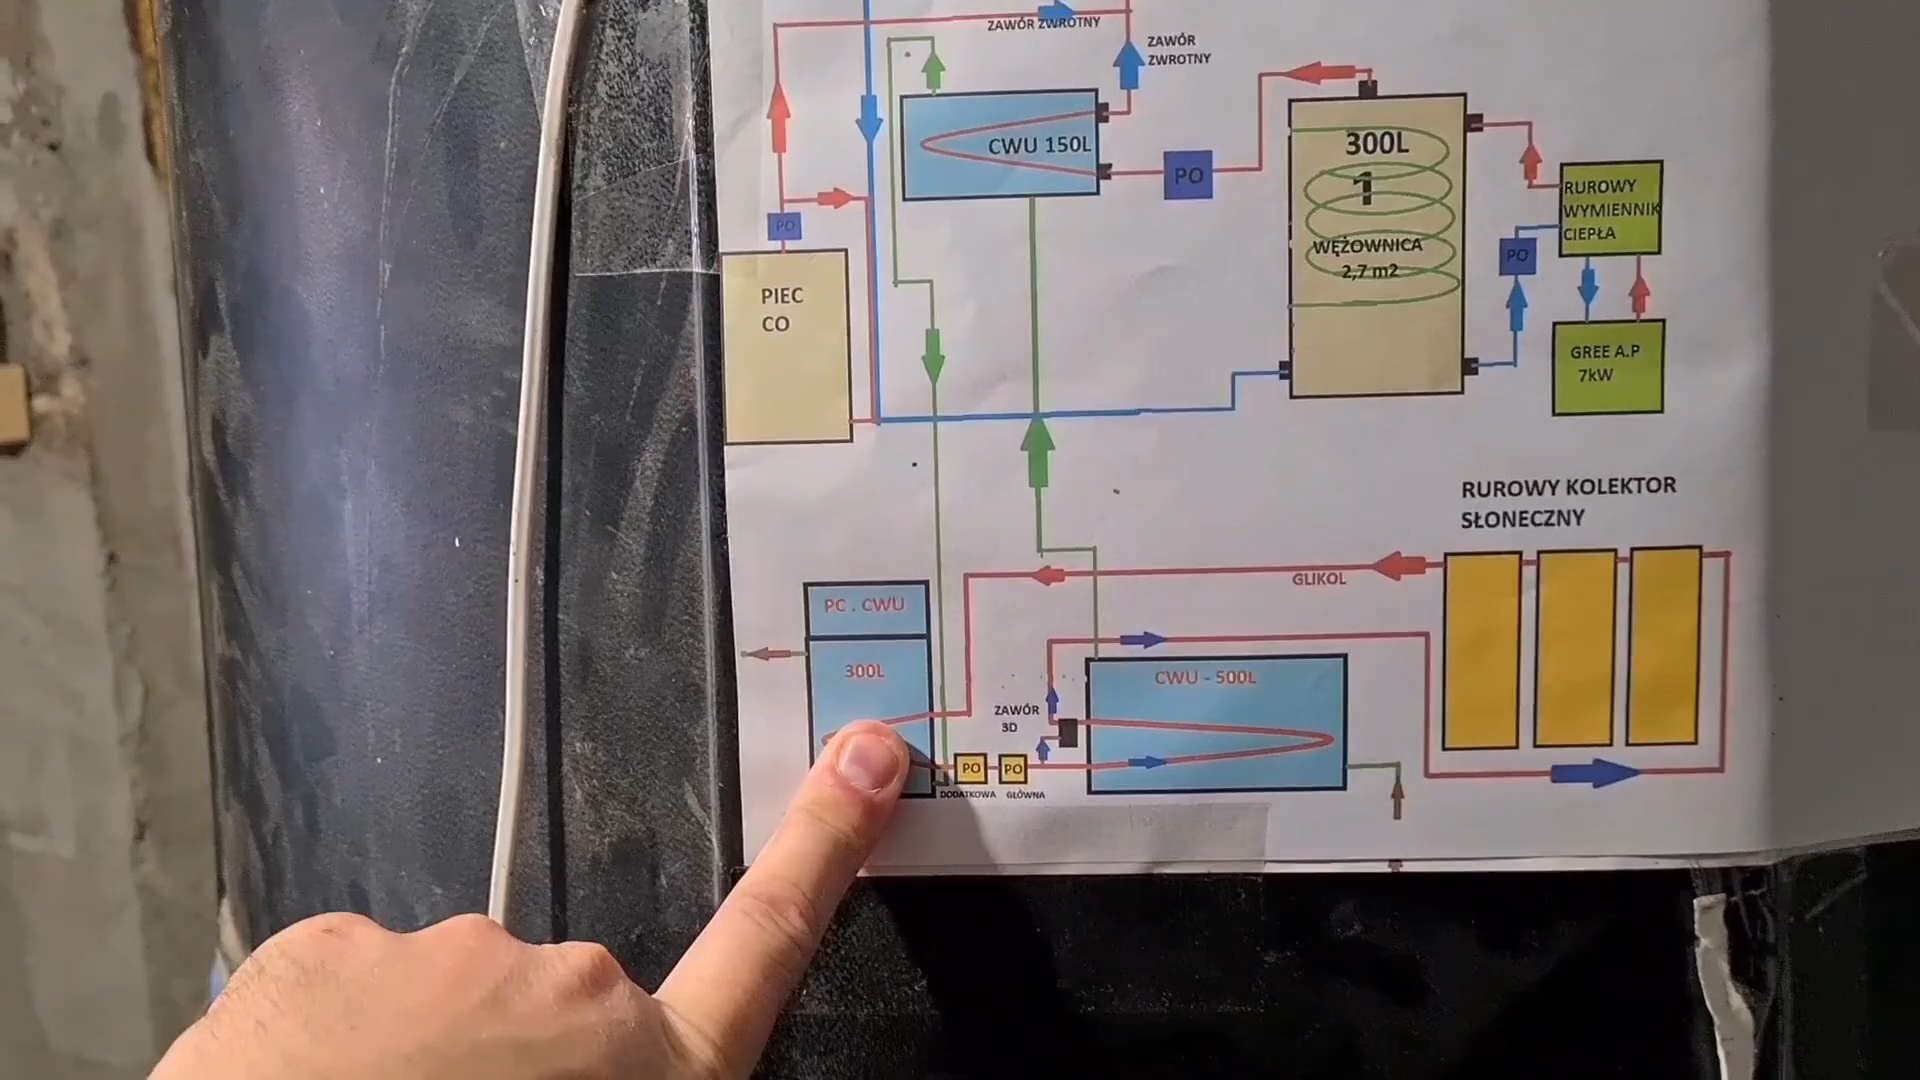 ZAWÓR ZWROTNY
ZAWÓR
ZWROTNY
CWU 150L
PO
300L
1
WĘŻOWNICA
2,7 m2
RUROWY
WYMIENNIK
CIEPŁA
PO
PO
PIEC
CO
GREE A.P
7kW
RUROWY KOLEKTOR
SŁONECZNY
GLIKOL
PC . CWU
300L
CWU - 500L
ZAWÓR
3D
PO
PO
DODATKOWA
GŁÓWNA